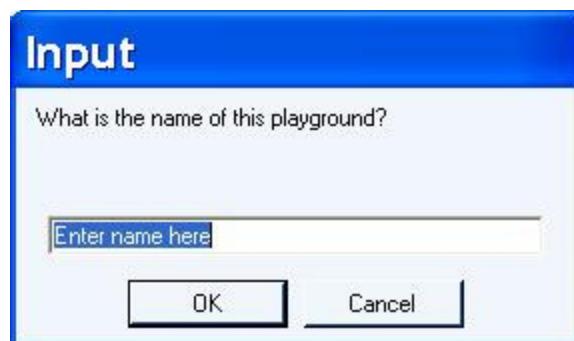 Input
What is the name of this playground?
Enter name here
OK Cancel